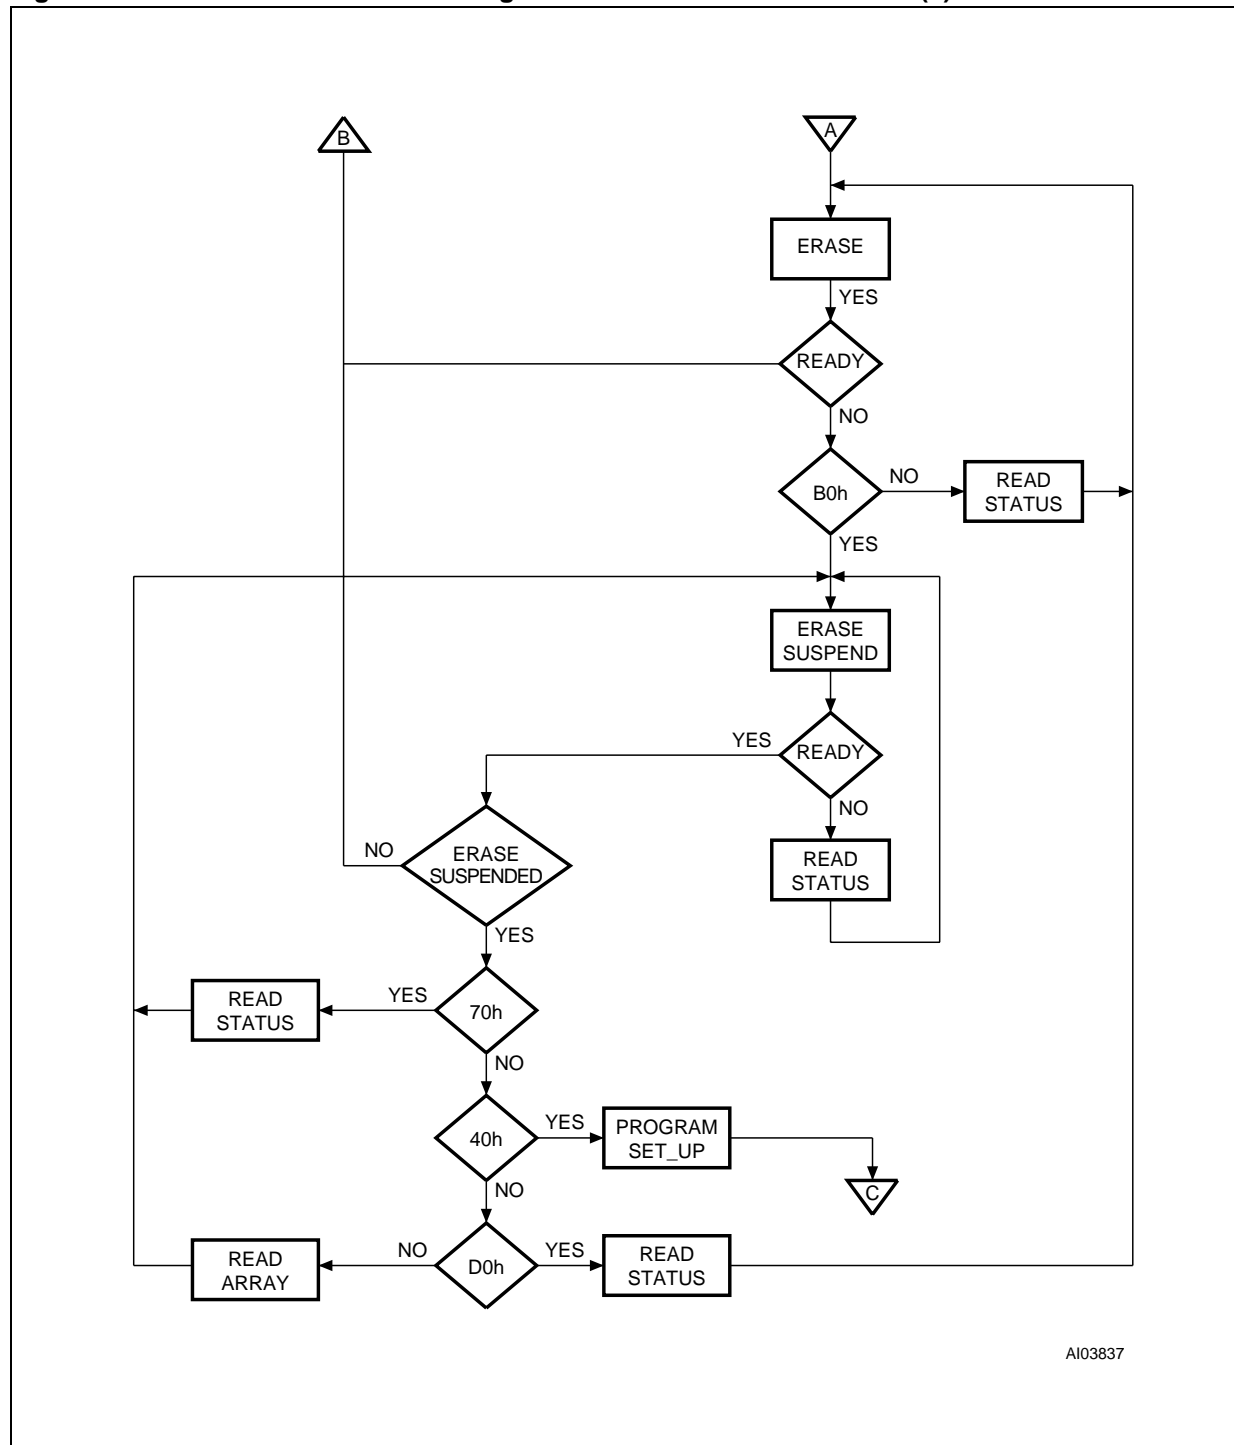 B
A
ERASE
YES
READY
NO
B0h
NO
READ
STATUS
YES
ERASE
SUSPEND
YES
READY
NO
NO
ERASE
SUSPENDED
READ
STATUS
YES
READ
STATUS
YES
70h
NO
40h
YES
PROGRAM
SET_UP
NO
C
READ
ARRAY
NO
D0h
YES
READ
STATUS
AI03837